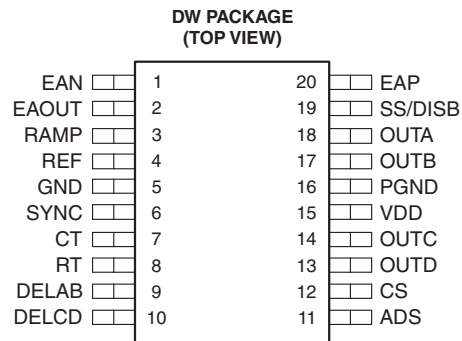 DW PACKAGE
(TOP VIEW)
EAN 1 20 EAP
EAOUT 2 19 SS/DISB
RAMP 3 18 OUTA
REF 4 17 OUTB
GND 5 16 PGND
SYNC 6 15 VDD
CT 7 14 OUTC
RT 8 13 OUTD
DELAB 9 12 CS
DELCD 10 11 ADS